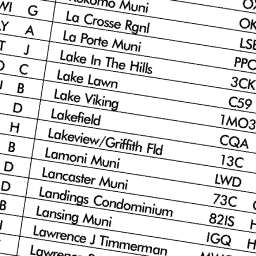 Kokomo Muni OK
WI G La Crosse Rgnl LSE
A La Porte Muni PPO
J Lake In The Hills 3CK
C Lake Lawn C59
B Lake Viking 1MO3
D Lakefield CQA
H Lakeview/Griffith Fld 13C
B Lamoni Muni LWD
D Lancaster Muni 73C
D Landings Condominium 82IS
B Lansing Muni IGQ H
Lawrence J Timmerman
Lawrence